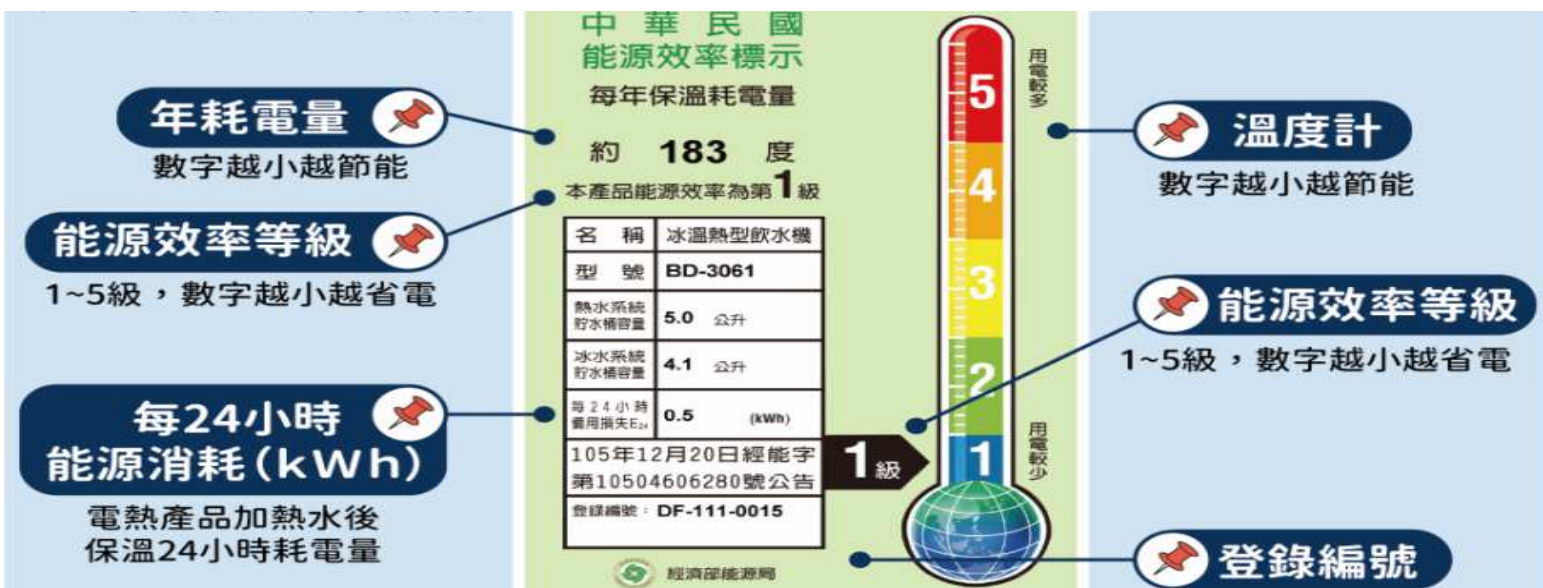 年耗電量
數字越小越節能
能源效率等級
1~5級，數字越小越省電
每24小時
能源消耗(kWh)
電熱產品加熱水後
保溫24小時耗電量
中華民國
能源效率標示
每年保溫耗電量
約 183 度
本產品能源效率為第1級
名稱 冰溫熱型飲水機
型號 BD-3061
熱水系統
貯水桶容量 5.0 公升
冰水系統
貯水桶容量 4.1 公升
每24小時
備用損失E₂₄ 0.5 (kWh)
105年12月20日經能字
第10504606280號公告
登錄編號：DF-111-0015
經濟部能源局
1級
用電較多
5
4
3
2
1
用電較少
溫度計
數字越小越節能
能源效率等級
1~5級，數字越小越省電
登錄編號